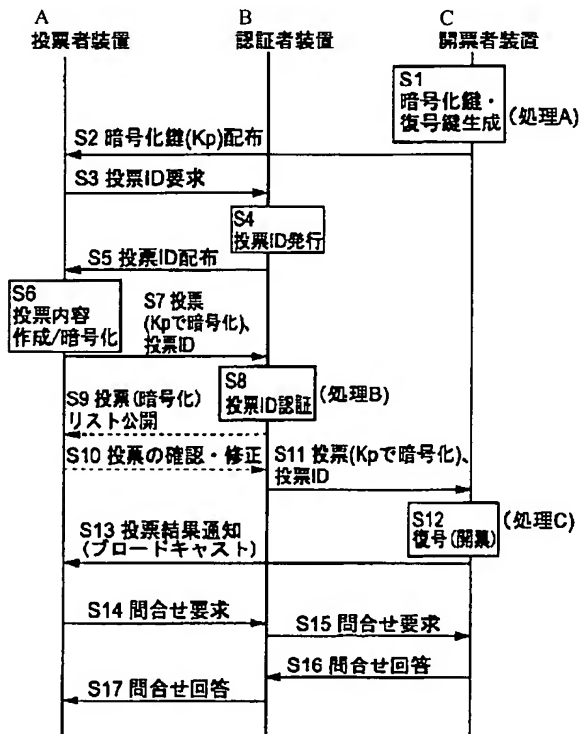 A
投票者装置
B
認証者装置
C
開票者装置
S1
暗号化鍵・
復号鍵生成
(処理A)
S2 暗号化鍵(Kp)配布
S3 投票ID要求
S4
投票ID発行
S5 投票ID配布
S6
投票内容
作成/暗号化
S7 投票
(Kpで暗号化)、
投票ID
S8
投票ID認証
(処理B)
S9 投票(暗号化)
リスト公開
S10 投票の確認・修正
S11 投票(Kpで暗号化)、
投票ID
S12
復号(開票)
(処理C)
S13 投票結果通知
(ブロードキャスト)
S14 問合せ要求
S15 問合せ要求
S16 問合せ回答
S17 問合せ回答